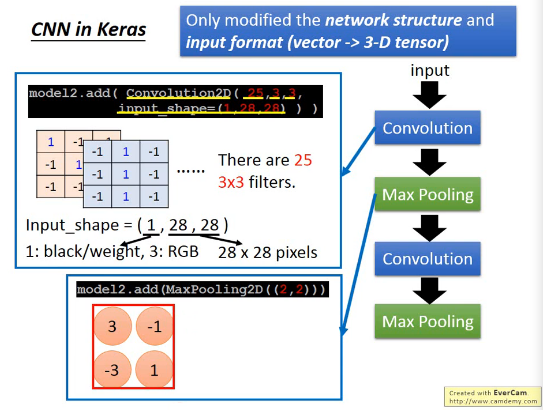 CNN in Keras
Only modified the network structure and
input format (vector -> 3-D tensor)
input
model2.add( Convolution2D( 25,3,3,
input_shape=(1,28,28) ) )
Convolution
1 -1
-1 1
-1 -1
-1 1 -1
-1 1 -1
-1 1 -1
......
There are 25
3x3 filters.
Max Pooling
Input_shape = ( 1 , 28 , 28 )
1: black/weight, 3: RGB
28 x 28 pixels
Convolution
model2.add(MaxPooling2D((2,2)))
3 -1
-3 1
Max Pooling
Created with EverCam
http://www.camdemy.com